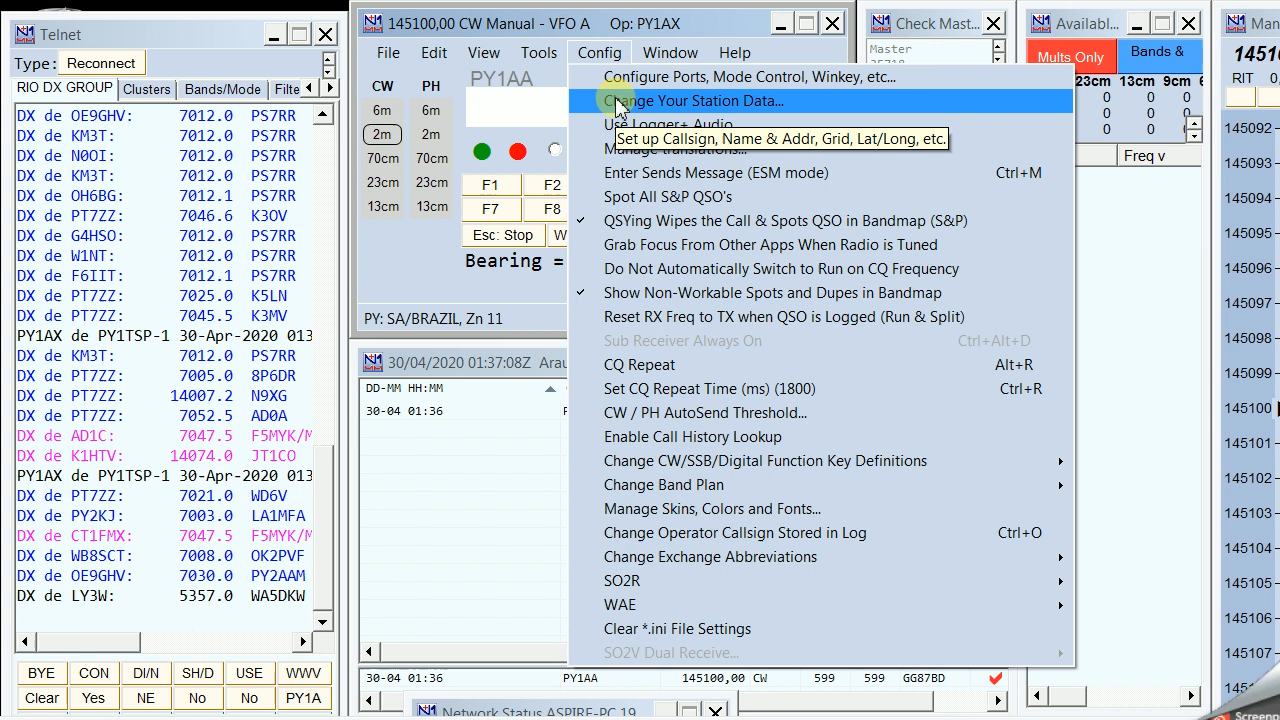 Telnet
Type: Reconnect
RIO DX GROUP Clusters Bands/Mode Filte
DX de OE9GHV: 7012.0 PS7RR
DX de KM3T: 7012.0 PS7RR
DX de N0OI: 7012.0 PS7RR
DX de KM3T: 7012.0 PS7RR
DX de OH6BG: 7012.1 PS7RR
DX de PT7ZZ: 7046.6 K3OV
DX de G4HSO: 7012.0 PS7RR
DX de W1NT: 7012.0 PS7RR
DX de F6IIT: 7012.1 PS7RR
DX de PT7ZZ: 7025.0 K5LN
DX de PT7ZZ: 7045.5 K3MV
PY1AX de PY1TSP-1 30-Apr-2020 013
DX de KM3T: 7012.0 PS7RR
DX de PT7ZZ: 7005.0 8P6DR
DX de PT7ZZ: 14007.2 N9XG
DX de PT7ZZ: 7052.5 AD0A
DX de AD1C: 7047.5 F5MYK/M
DX de K1HTV: 14074.0 JT1CO
PY1AX de PY1TSP-1 30-Apr-2020 013
DX de PT7ZZ: 7021.0 WD6V
DX de PY2KJ: 7003.0 LA1MFA
DX de CT1FMX: 7047.5 F5MYK/M
DX de WB8SCT: 7008.0 OK2PVF
DX de OE9GHV: 7030.0 PY2AAM
DX de LY3W: 5357.0 WA5DKW
BYE CON DI/N SH/D USE WWV
Clear Yes NE No No PY1A
145100,00 CW Manual - VFO A Op: PY1AX
File Edit View Tools Config Window Help
CW PH PY1AA
6m 6m
2m 2m
70cm 70cm
23cm 23cm
13cm 13cm
F1 F2
F7 F8
Esc: Stop W
Bearing =
PY: SA/BRAZIL, Zn 11
Configure Ports, Mode Control, Winkey, etc...
Change Your Station Data...
Use Logger+ Audio
Set up Callsign, Name & Addr, Grid, Lat/Long, etc.
Manage translations...
Enter Sends Message (ESM mode) Ctrl+M
Spot All S&P QSO's
QSYing Wipes the Call & Spots QSO in Bandmap (S&P)
Grab Focus From Other Apps When Radio is Tuned
Do Not Automatically Switch to Run on CQ Frequency
Show Non-Workable Spots and Dupes in Bandmap
Reset RX Freq to TX when QSO is Logged (Run & Split)
Sub Receiver Always On Ctrl+Alt+D
CQ Repeat Alt+R
Set CQ Repeat Time (ms) (1800) Ctrl+R
CW / PH AutoSend Threshold...
Enable Call History Lookup
Change CW/SSB/Digital Function Key Definitions
Change Band Plan
Manage Skins, Colors and Fonts...
Change Operator Callsign Stored in Log Ctrl+O
Change Exchange Abbreviations
SO2R
WAE
Clear *.ini File Settings
SO2V Dual Receive...
30/04/2020 01:37:08Z Arau
DD-MM HH:MM
30-04 01:36
30-04 01:36 PY1AA 145100,00 CW 599 599 GG87BD
Network Status ASPIRE-PC 19
Check Mast...
Master
Availabl...
Mults Only Bands &
23cm 13cm 9cm 6
0 0 0
0 0 0
0 0 0
Freq v
Man
1451
RIT 0
145092
145093
145094
145095
145096
145097
145098
145099
145100
145101
145102
145103
145104
145105
145106
145107